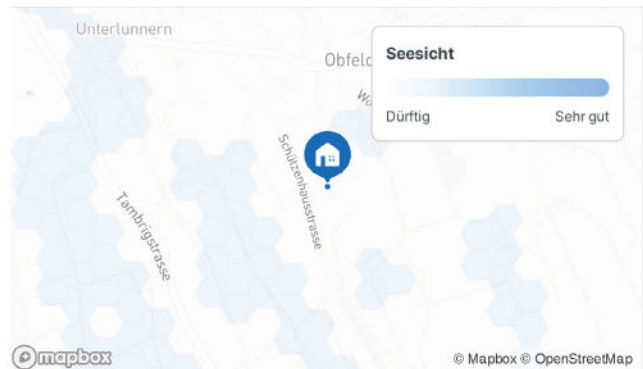 Unterlunnern
Obfeld
Seesicht
Dürftig
Sehr gut
Schützenhausstrasse
Tambrigstrasse
mapbox
© Mapbox © OpenStreetMap